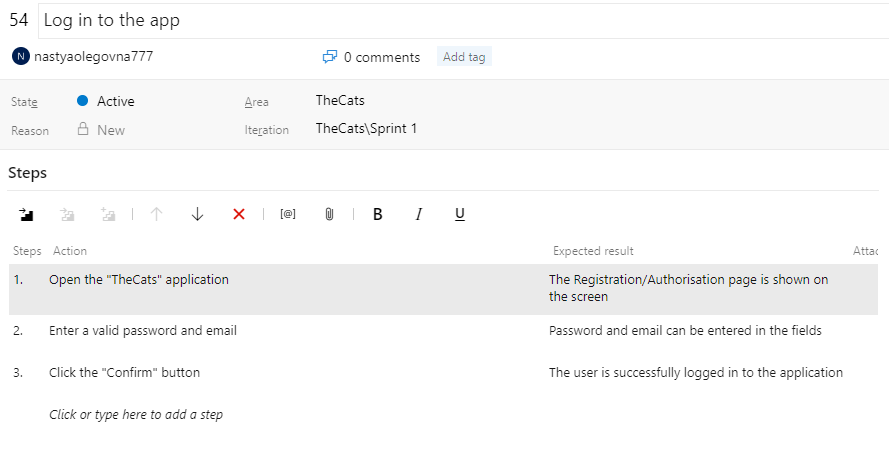 54 Log in to the app
N nastyaolegovna777 0 comments Add tag
State Active Area TheCats
Reason New Iteration TheCats\Sprint 1
Steps
[@] B I U
Steps Action Expected result Attac
1. Open the "TheCats" application The Registration/Authorisation page is shown on
the screen
2. Enter a valid password and email Password and email can be entered in the fields
3. Click the "Confirm" button The user is successfully logged in to the application
Click or type here to add a step